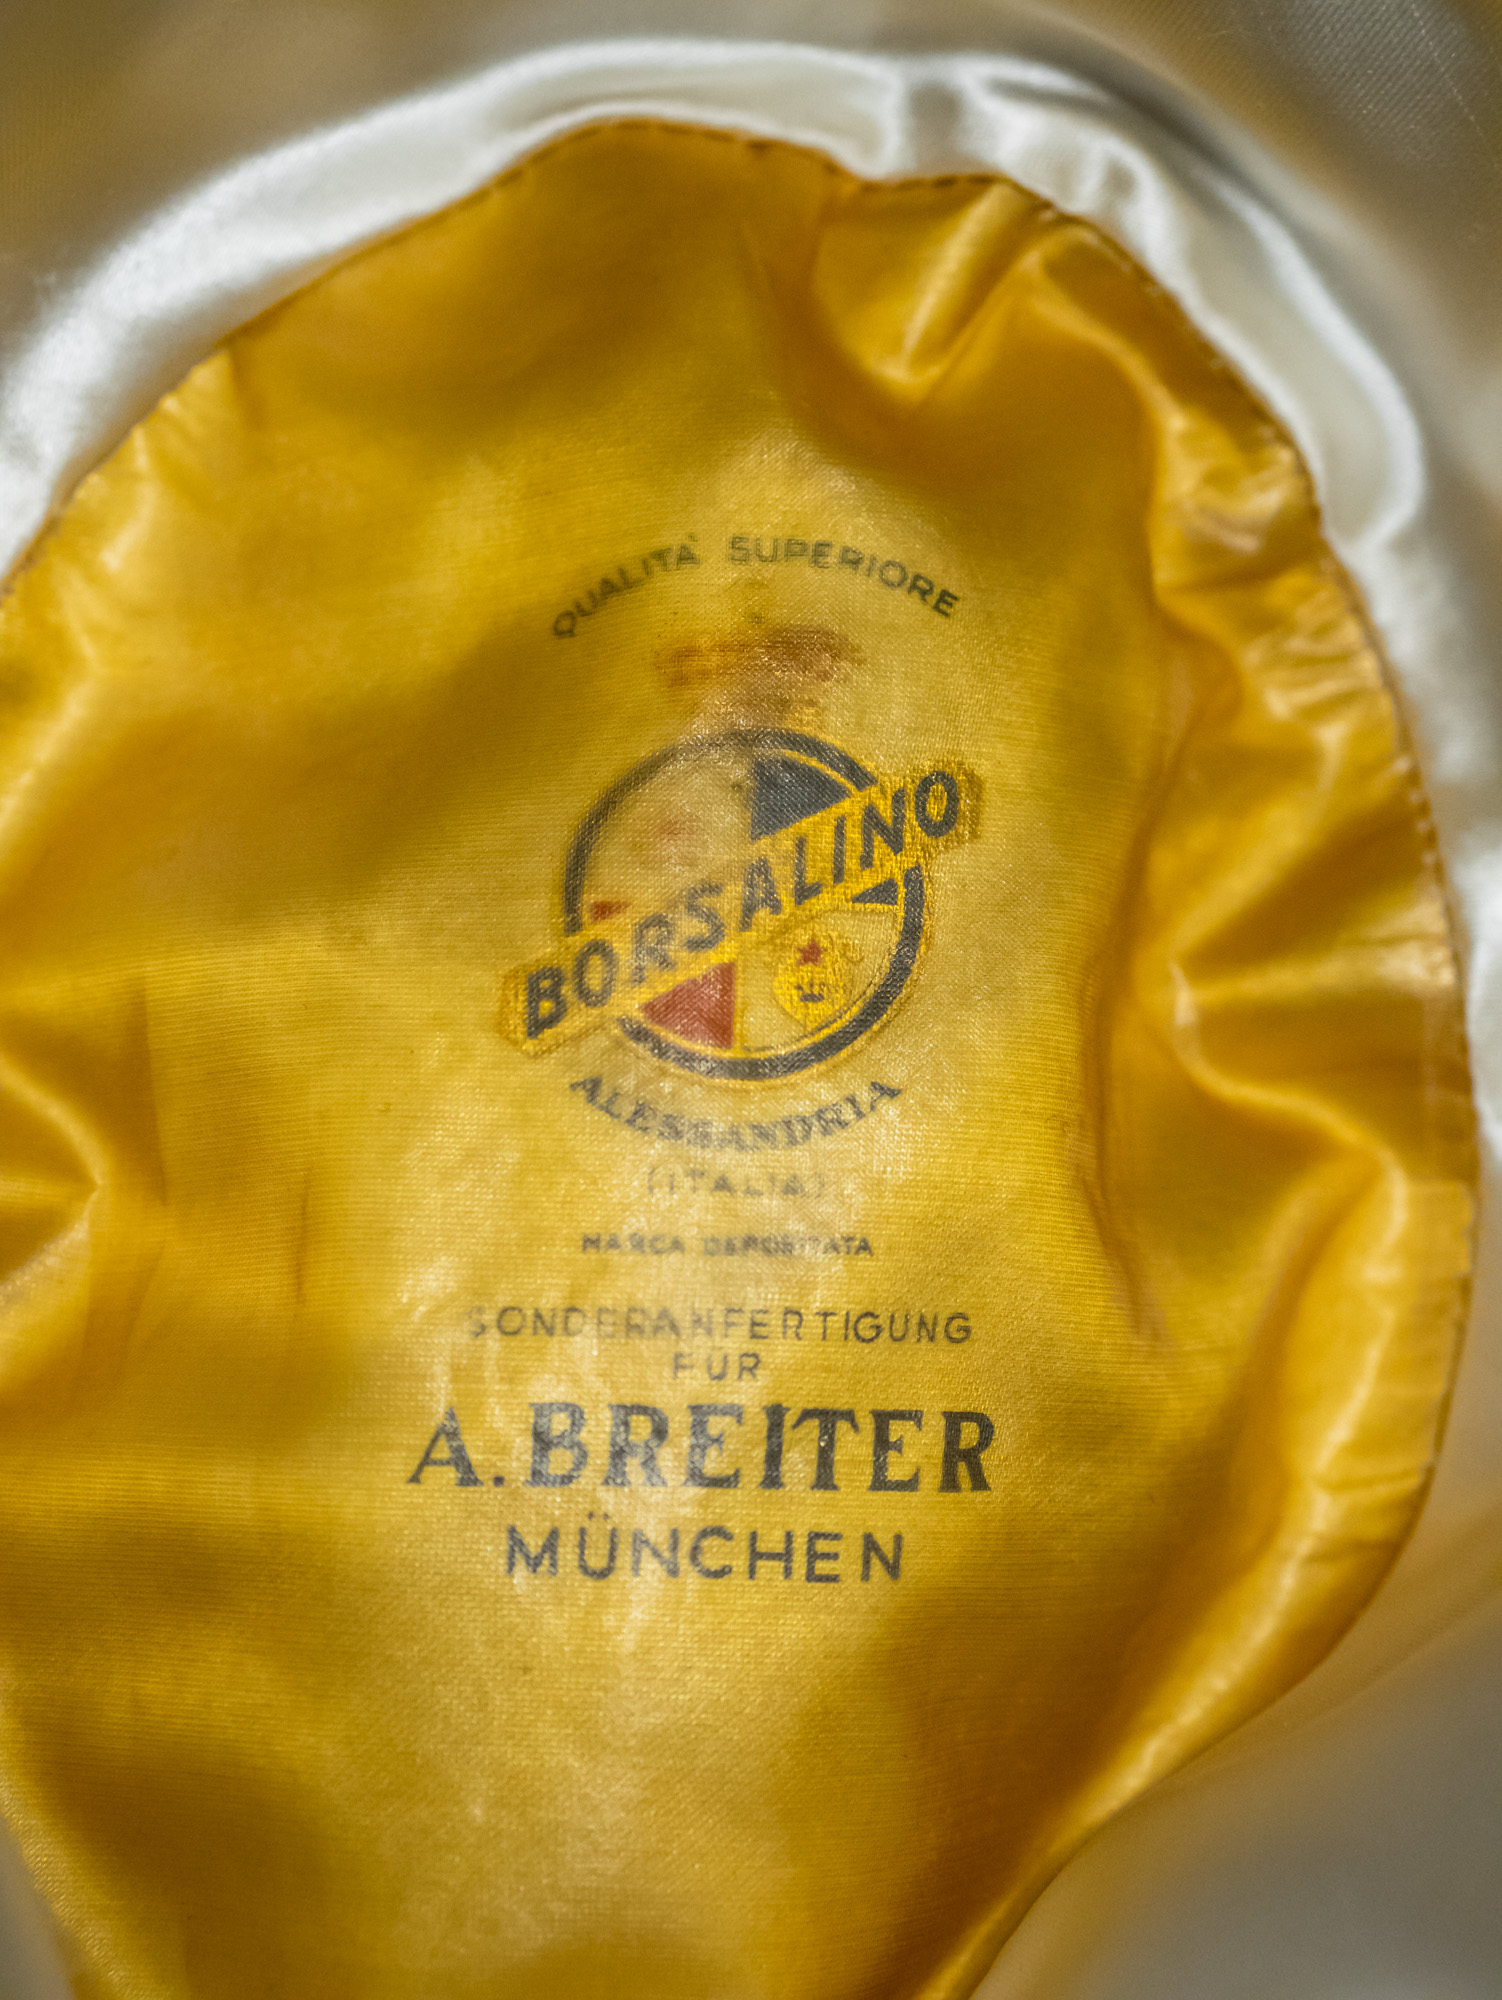 QUALITÀ SUPERIORE
BORSALINO
ALESSANDRIA
(ITALIA)
MARCA DEPOSITATA
SONDERANFERTIGUNG
FÜR
A. BREITER
MÜNCHEN